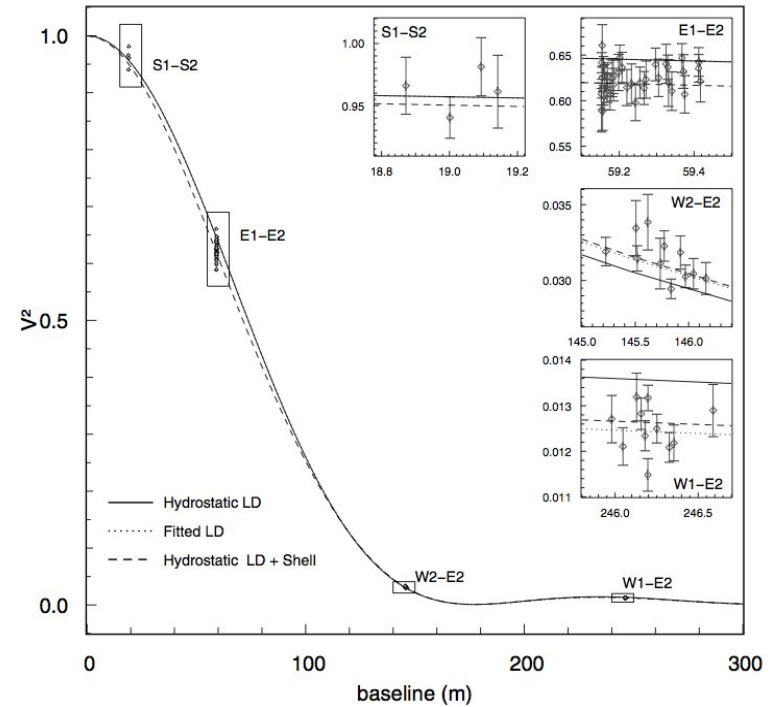 1.0
0.5
0.0
V²
0
100
200
300
baseline (m)
S1–S2
E1–E2
W2–E2
W1–E2
Hydrostatic LD
Fitted LD
Hydrostatic LD + Shell
S1–S2
1.00
0.95
18.8
19.0
19.2
E1–E2
0.65
0.60
0.55
59.2
59.4
W2–E2
0.035
0.030
145.0
145.5
146.0
0.014
0.013
0.012
0.011
W1–E2
246.0
246.5